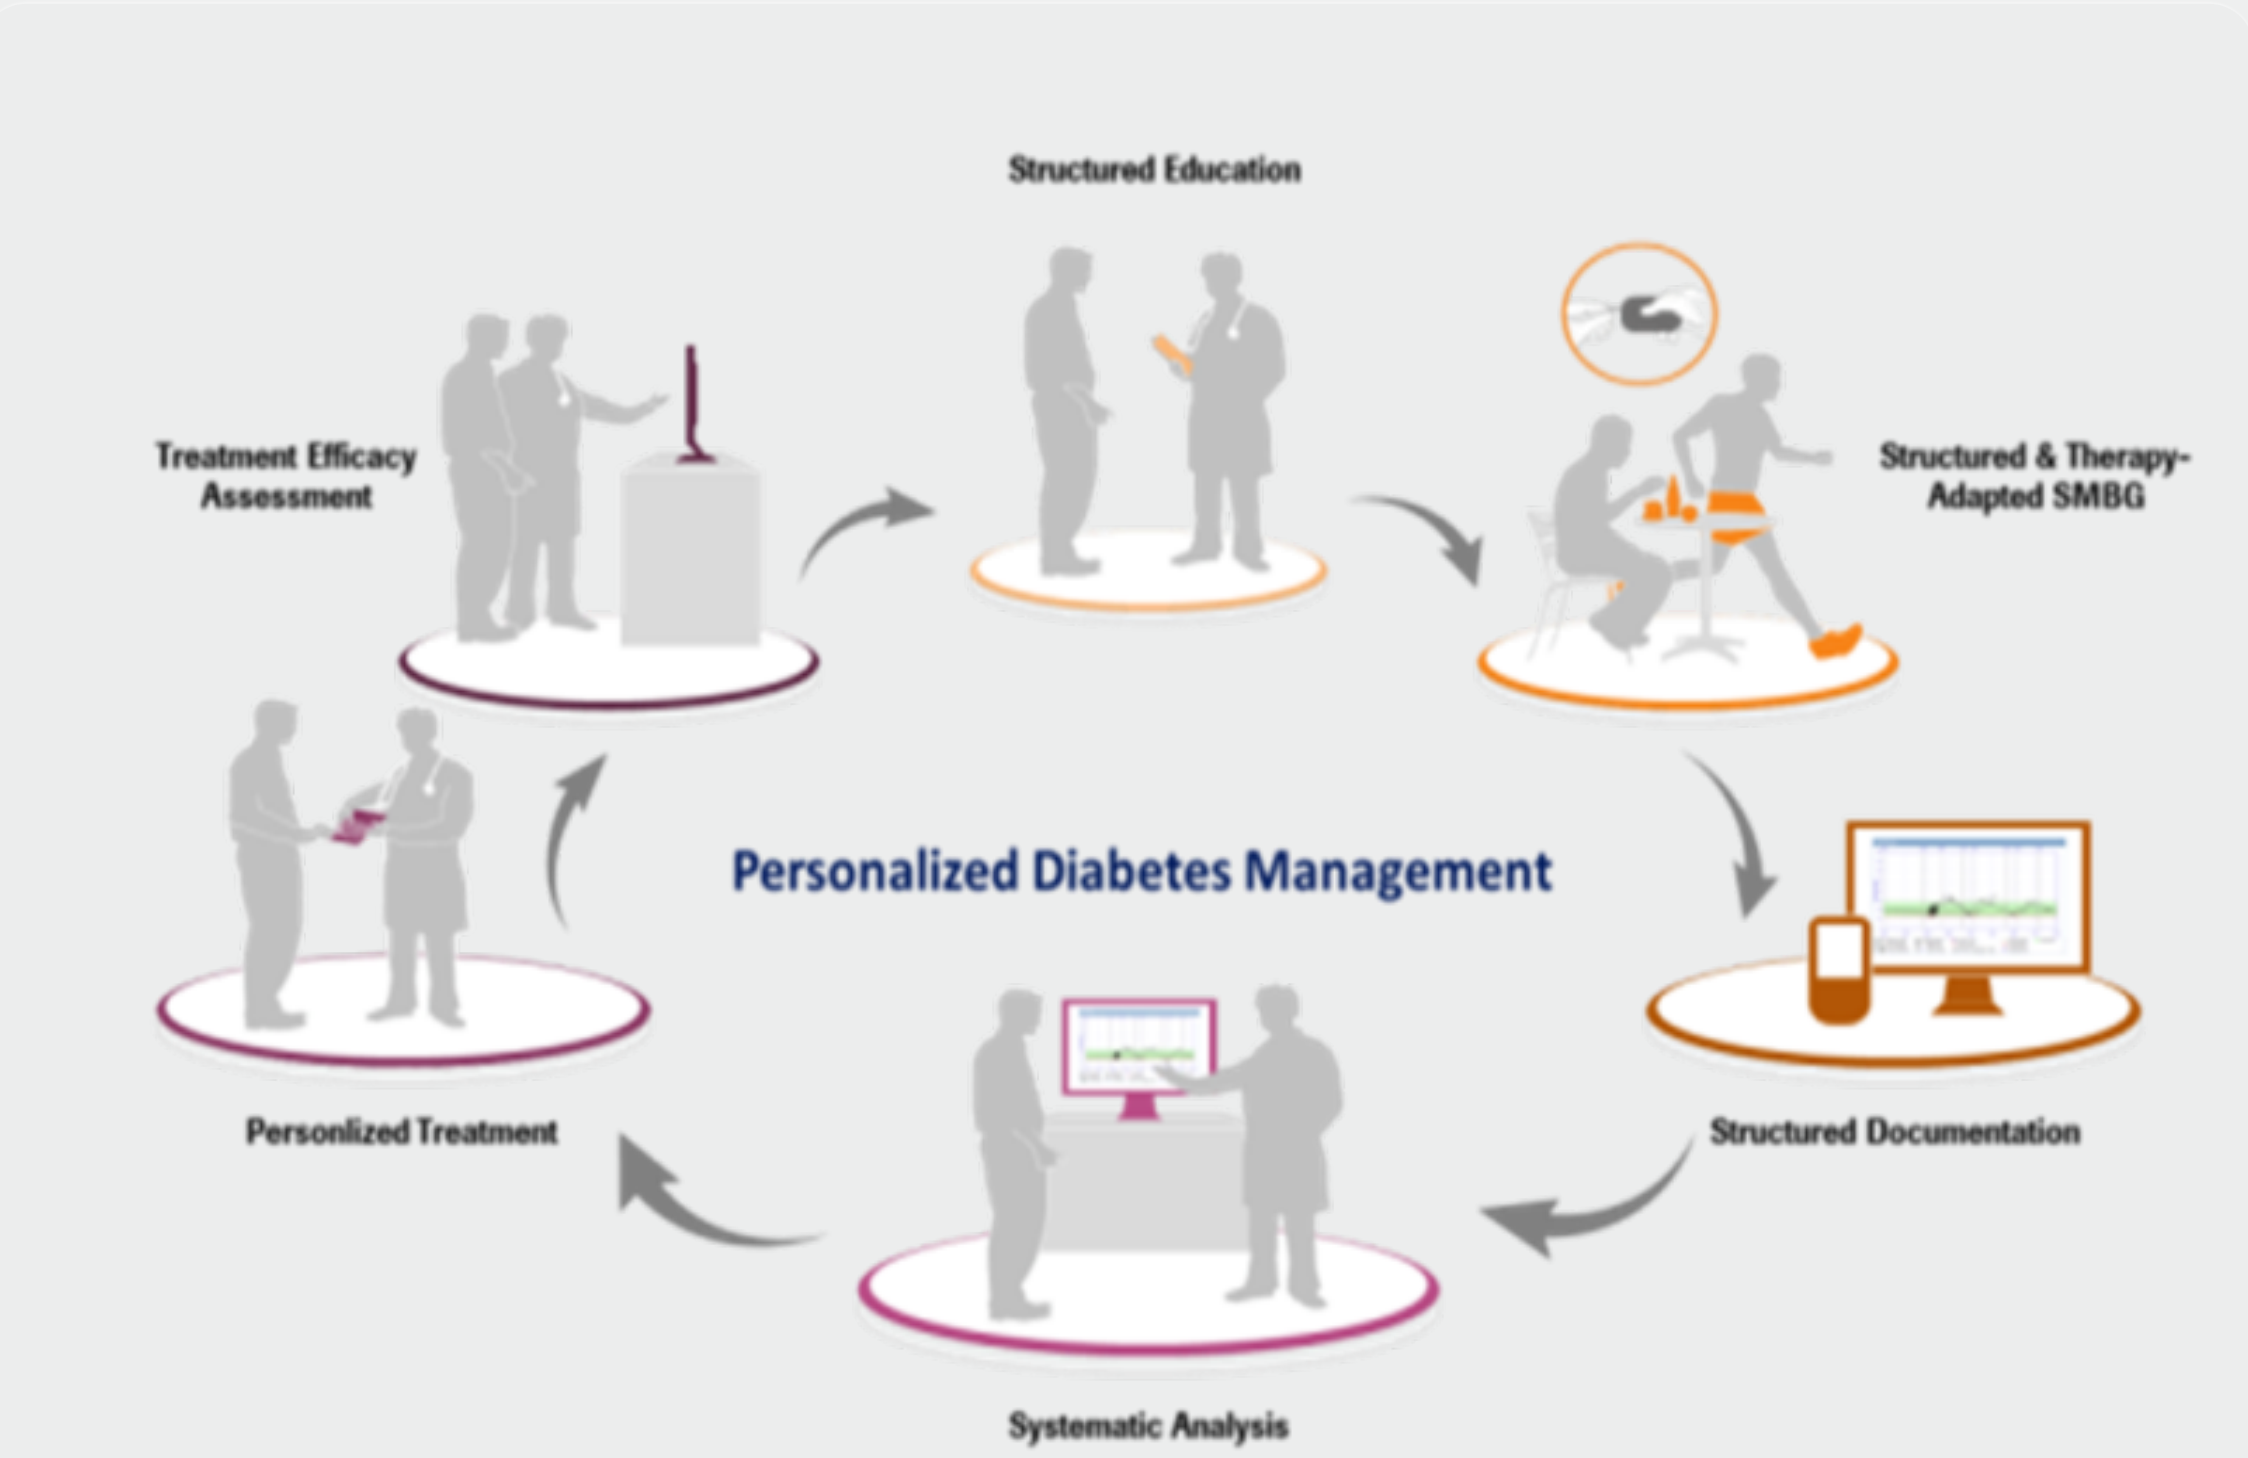 Structured Education
Treatment Efficacy
Assessment
Structured & Therapy-
Adapted SMBG
Personalized Diabetes Management
Personlized Treatment
Structured Documentation
Systematic Analysis